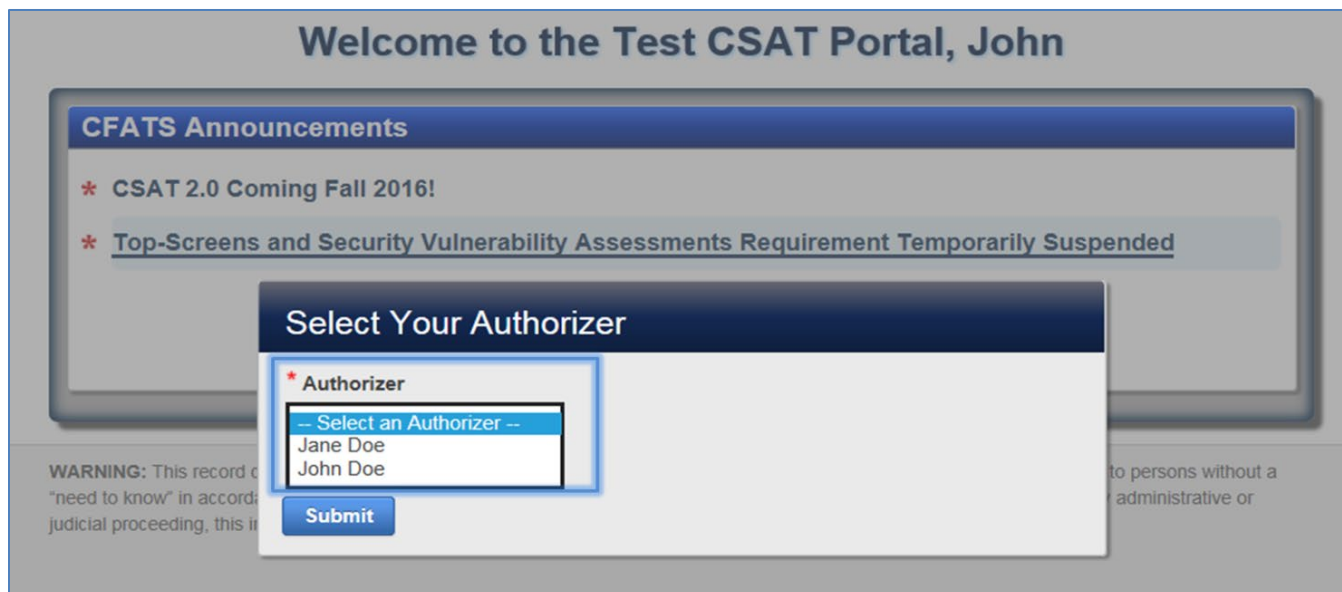 Welcome to the Test CSAT Portal, John
CFATS Announcements
* CSAT 2.0 Coming Fall 2016!
* Top-Screens and Security Vulnerability Assessments Requirement Temporarily Suspended
Select Your Authorizer
* Authorizer
-- Select an Authorizer --
Jane Doe
John Doe
Submit
WARNING: This record to persons without a
"need to know" in administrative or
judicial proceeding, this